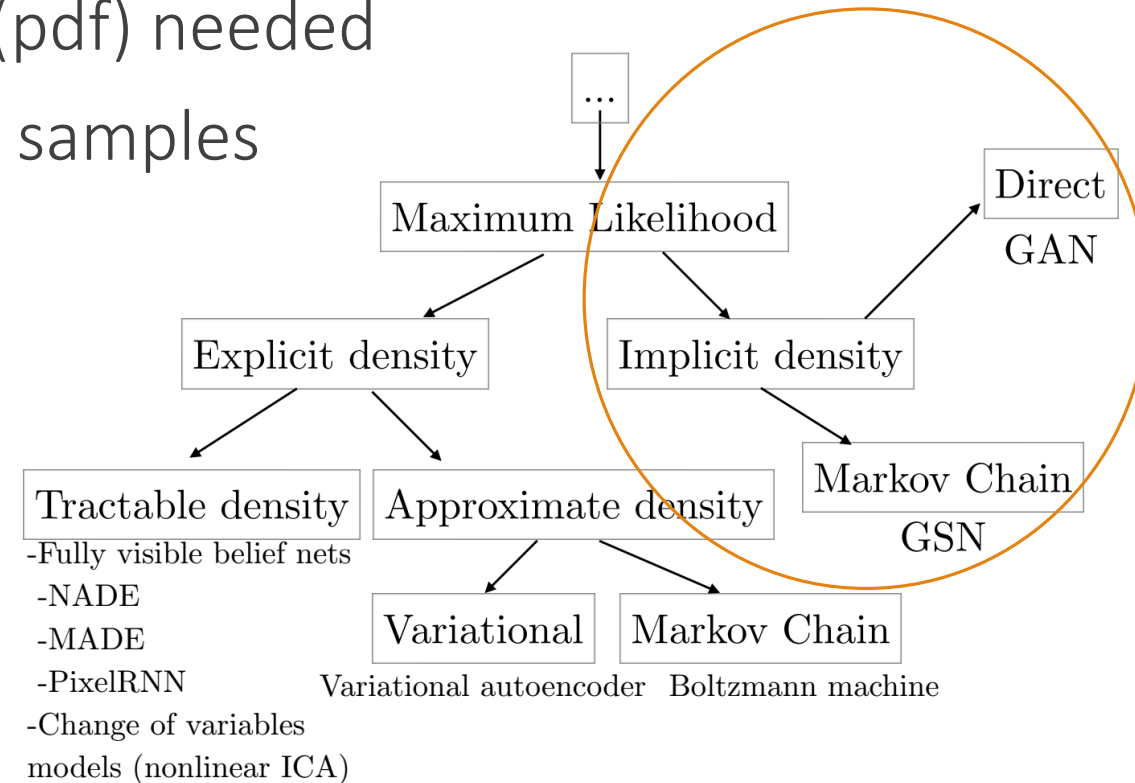 (pdf) needed
samples
...
Maximum Likelihood
Direct
GAN
Explicit density
Implicit density
Tractable density
Approximate density
Markov Chain
GSN
-Fully visible belief nets
-NADE
-MADE
-PixelRNN
-Change of variables
models (nonlinear ICA)
Variational
Markov Chain
Variational autoencoder
Boltzmann machine